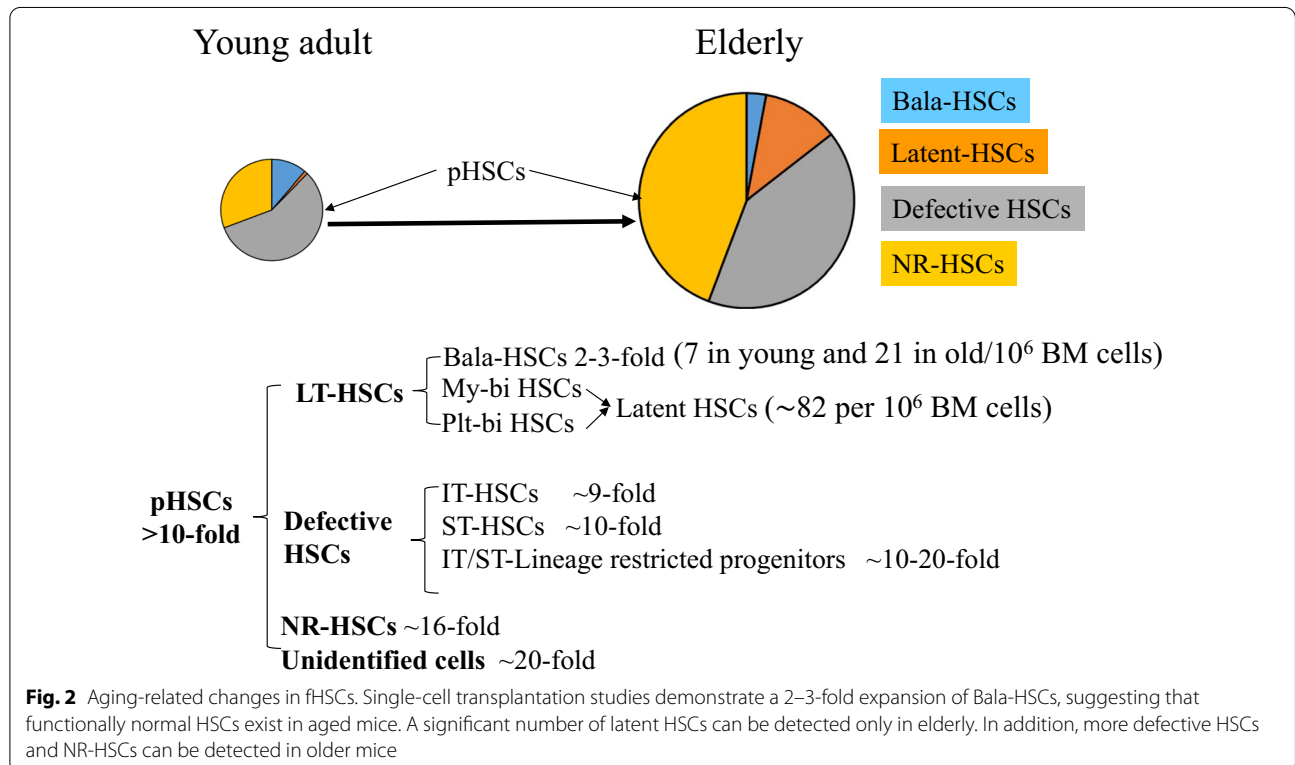 Young adult
Elderly
Bala-HSCs
Latent-HSCs
Defective HSCs
NR-HSCs
pHSCs
LT-HSCs
Bala-HSCs 2-3-fold (7 in young and 21 in old/10⁶ BM cells)
My-bi HSCs
Plt-bi HSCs
Latent HSCs (~82 per 10⁶ BM cells)
pHSCs
>10-fold
Defective
HSCs
IT-HSCs ~9-fold
ST-HSCs ~10-fold
IT/ST-Lineage restricted progenitors ~10-20-fold
NR-HSCs ~16-fold
Unidentified cells ~20-fold
Fig. 2 Aging-related changes in fHSCs. Single-cell transplantation studies demonstrate a 2–3-fold expansion of Bala-HSCs, suggesting that
functionally normal HSCs exist in aged mice. A significant number of latent HSCs can be detected only in elderly. In addition, more defective HSCs
and NR-HSCs can be detected in older mice